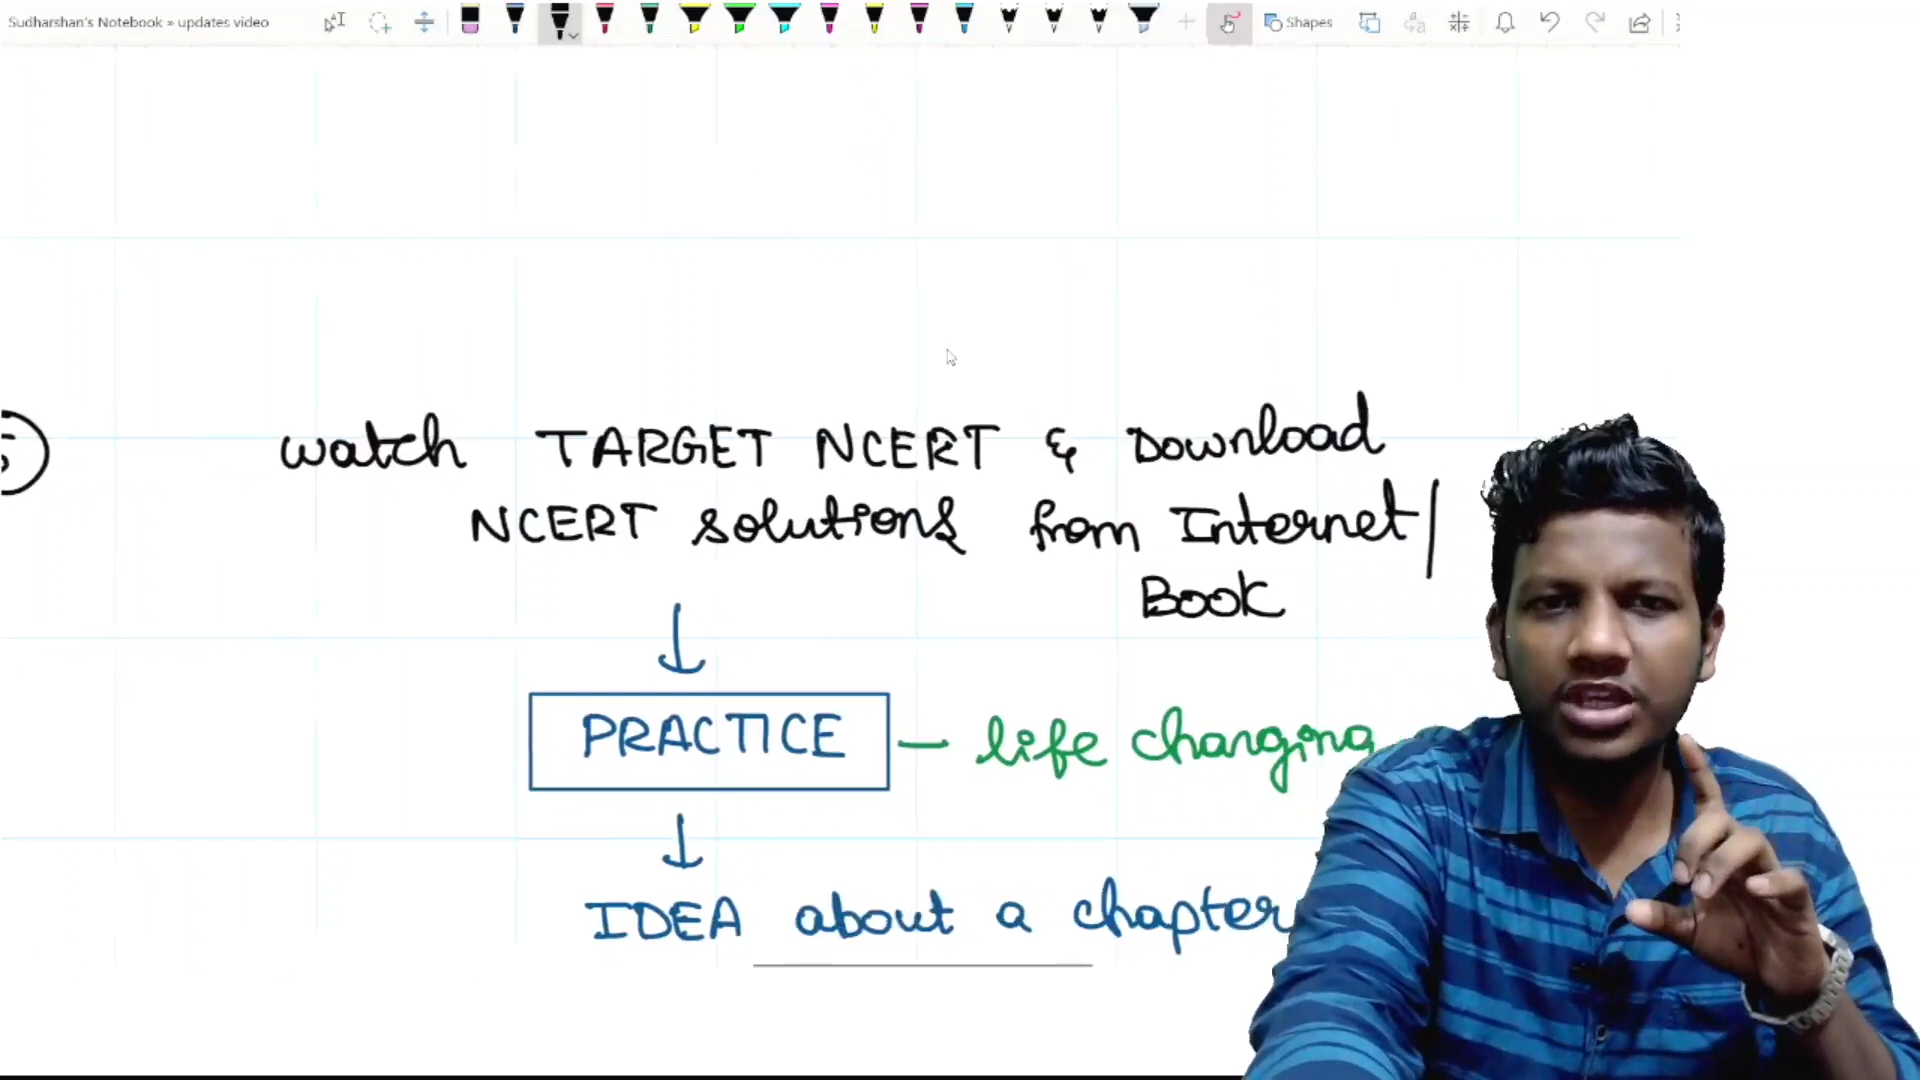 Sudharshan's Notebook » updates video
Shapes
5
watch TARGET NCERT & Download
NCERT solutions from Internet/
Book
PRACTICE — life changing
IDEA about a chapter